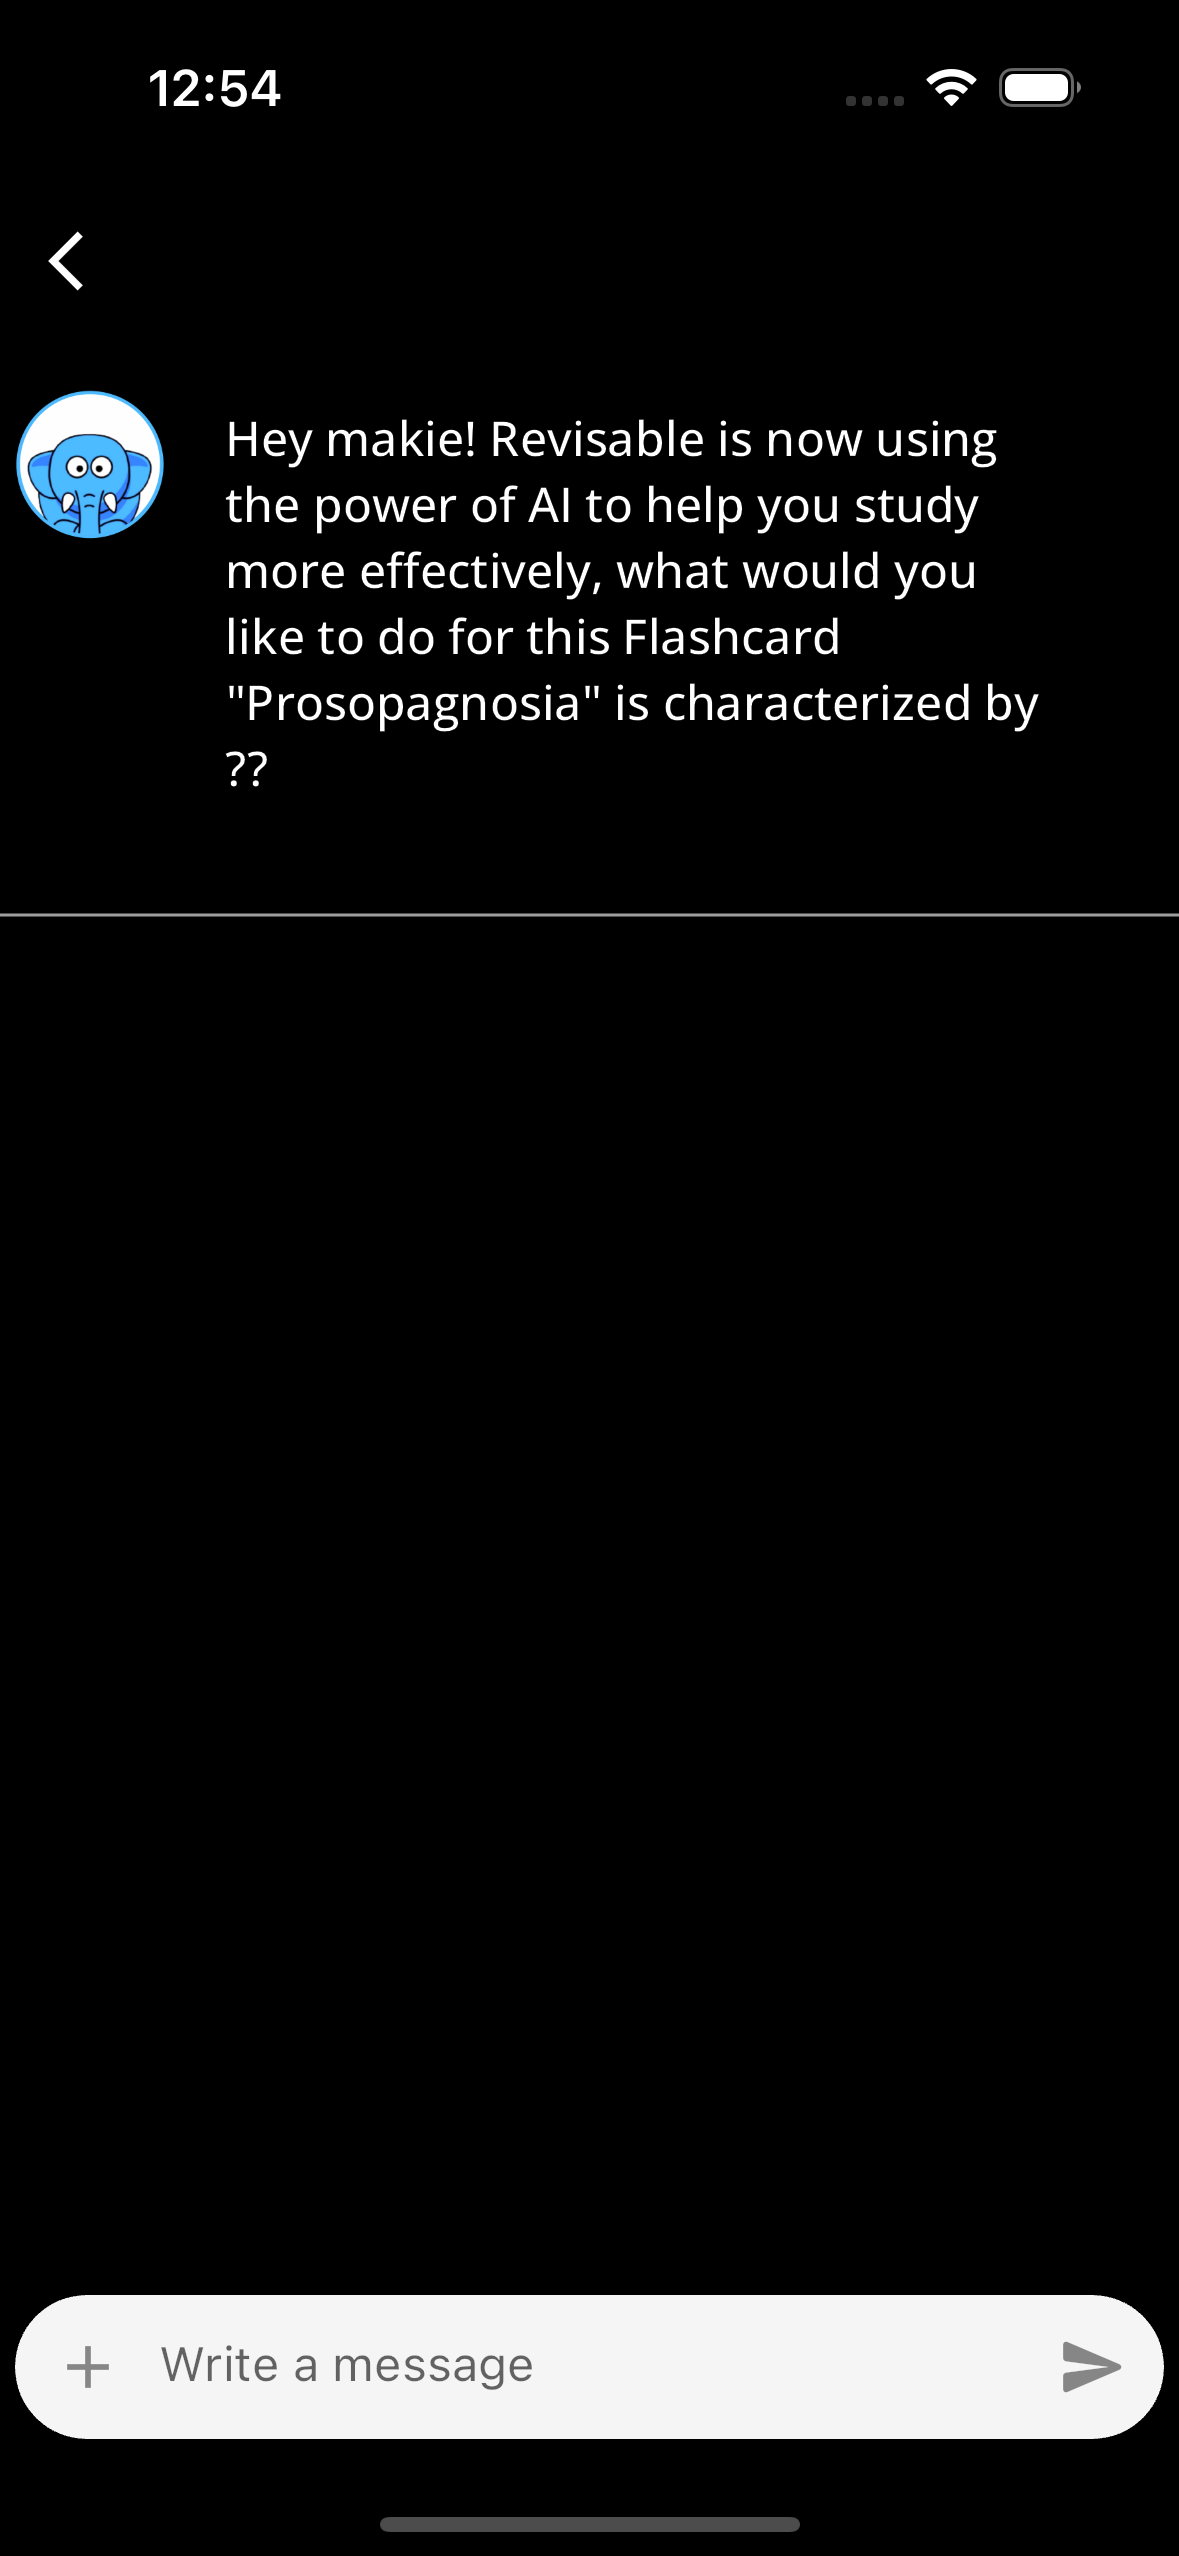 12:54
Hey makie! Revisable is now using
the power of AI to help you study
more effectively, what would you
like to do for this Flashcard
"Prosopagnosia" is characterized by
??
Write a message